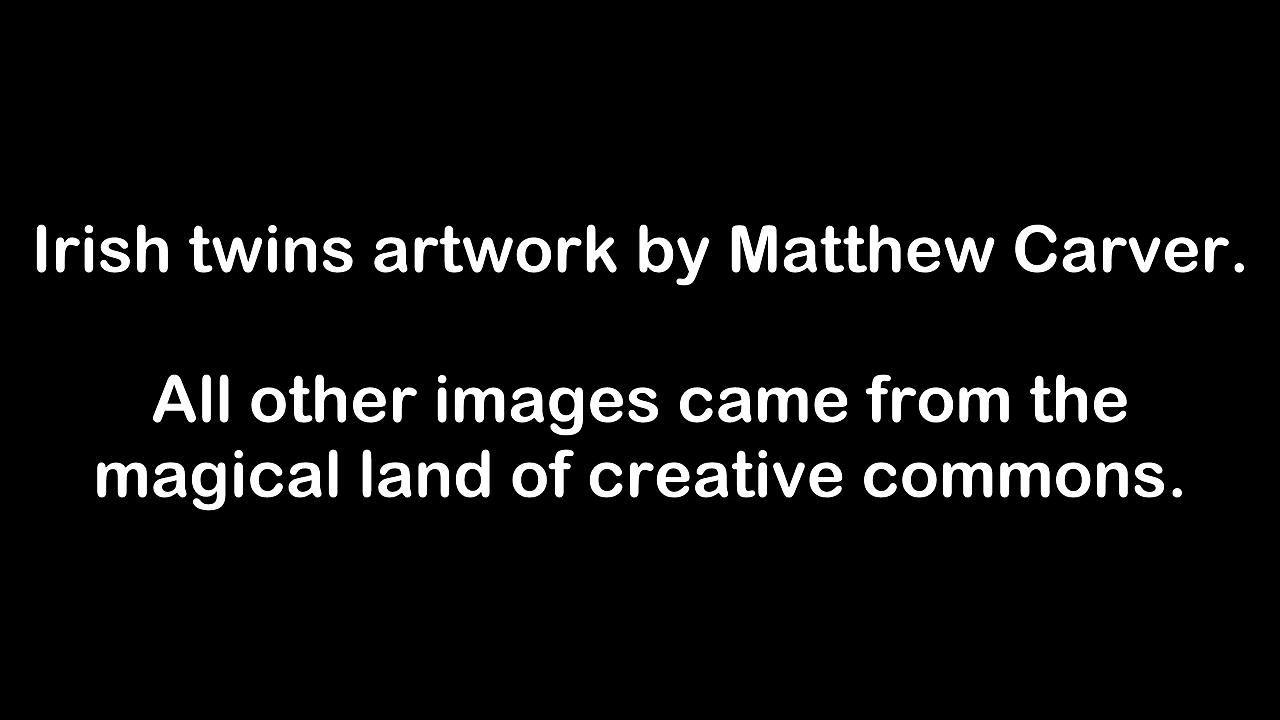 Irish twins artwork by Matthew Carver.
All other images came from the
magical land of creative commons.